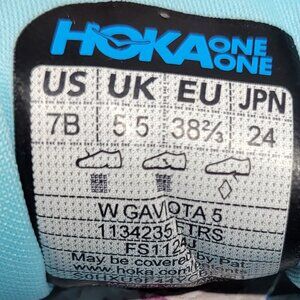 HOKA ONE ONE
US UK EU JPN
7B 5 5 38⅔ 24
W GAVIOTA 5
1134235
FS1124J
May be covered by Pat.
www.hoka.com